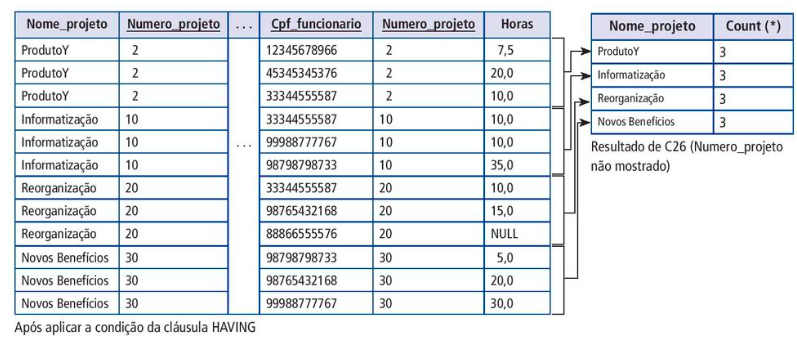 Nome_projeto Numero_projeto ... Cpf_funcionario Numero_projeto Horas
ProdutoY 2 12345678966 2 7,5
ProdutoY 2 45345345376 2 20,0
ProdutoY 2 33344555587 2 10,0
Informatização 10 33344555587 10 10,0
Informatização 10 ... 99988777767 10 10,0
Informatização 10 98798798733 10 35,0
Reorganização 20 33344555587 20 10,0
Reorganização 20 98765432168 20 15,0
Reorganização 20 88866555576 20 NULL
Novos Benefícios 30 98798798733 30 5,0
Novos Benefícios 30 98765432168 30 20,0
Novos Benefícios 30 99988777767 30 30,0
Após aplicar a condição da cláusula HAVING
Nome_projeto Count (*)
ProdutoY 3
Informatização 3
Reorganização 3
Novos Benefícios 3
Resultado de C26 (Numero_projeto
não mostrado)